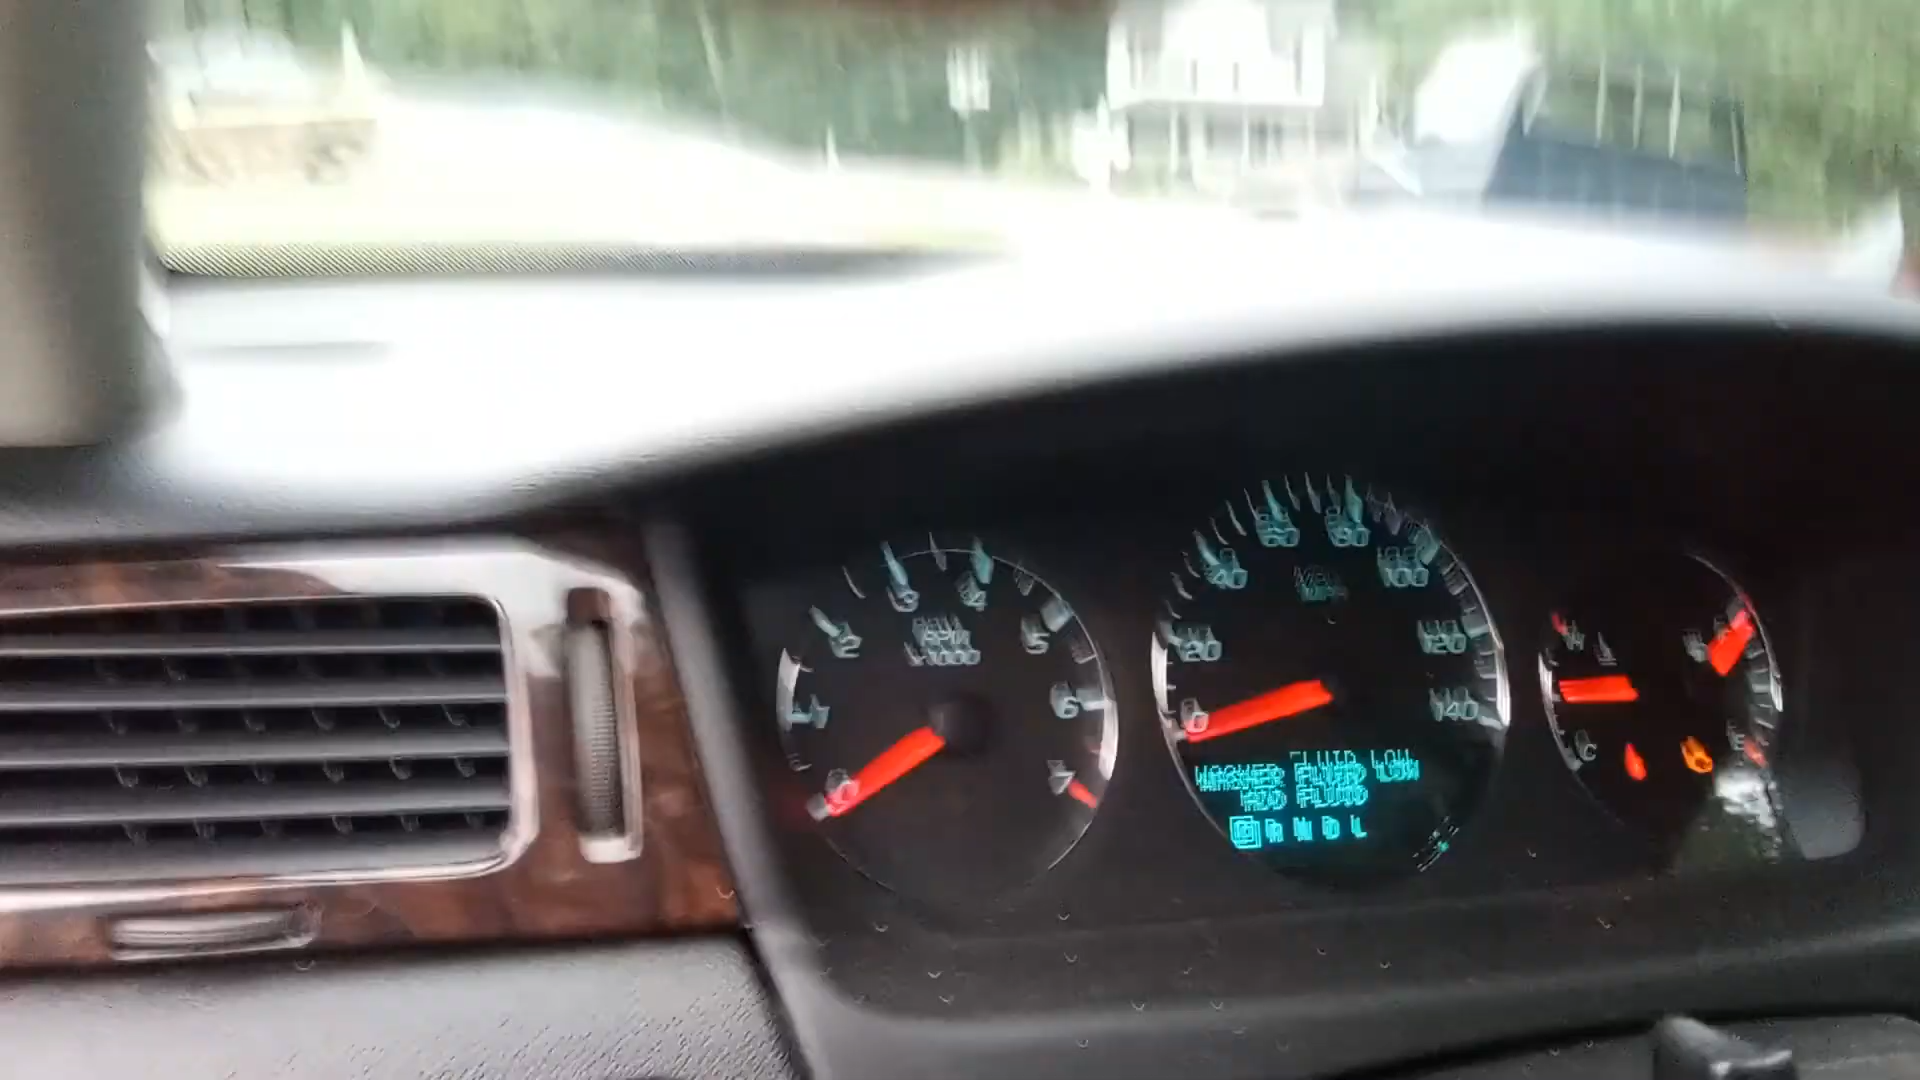 0 1 2 3 4 5 6 7
RPM
x1000
0 20 40 60 80 100 120 140
MPH
WASHER FLUID LOW
ADD FLUID
P R N D L
H
C
F
E